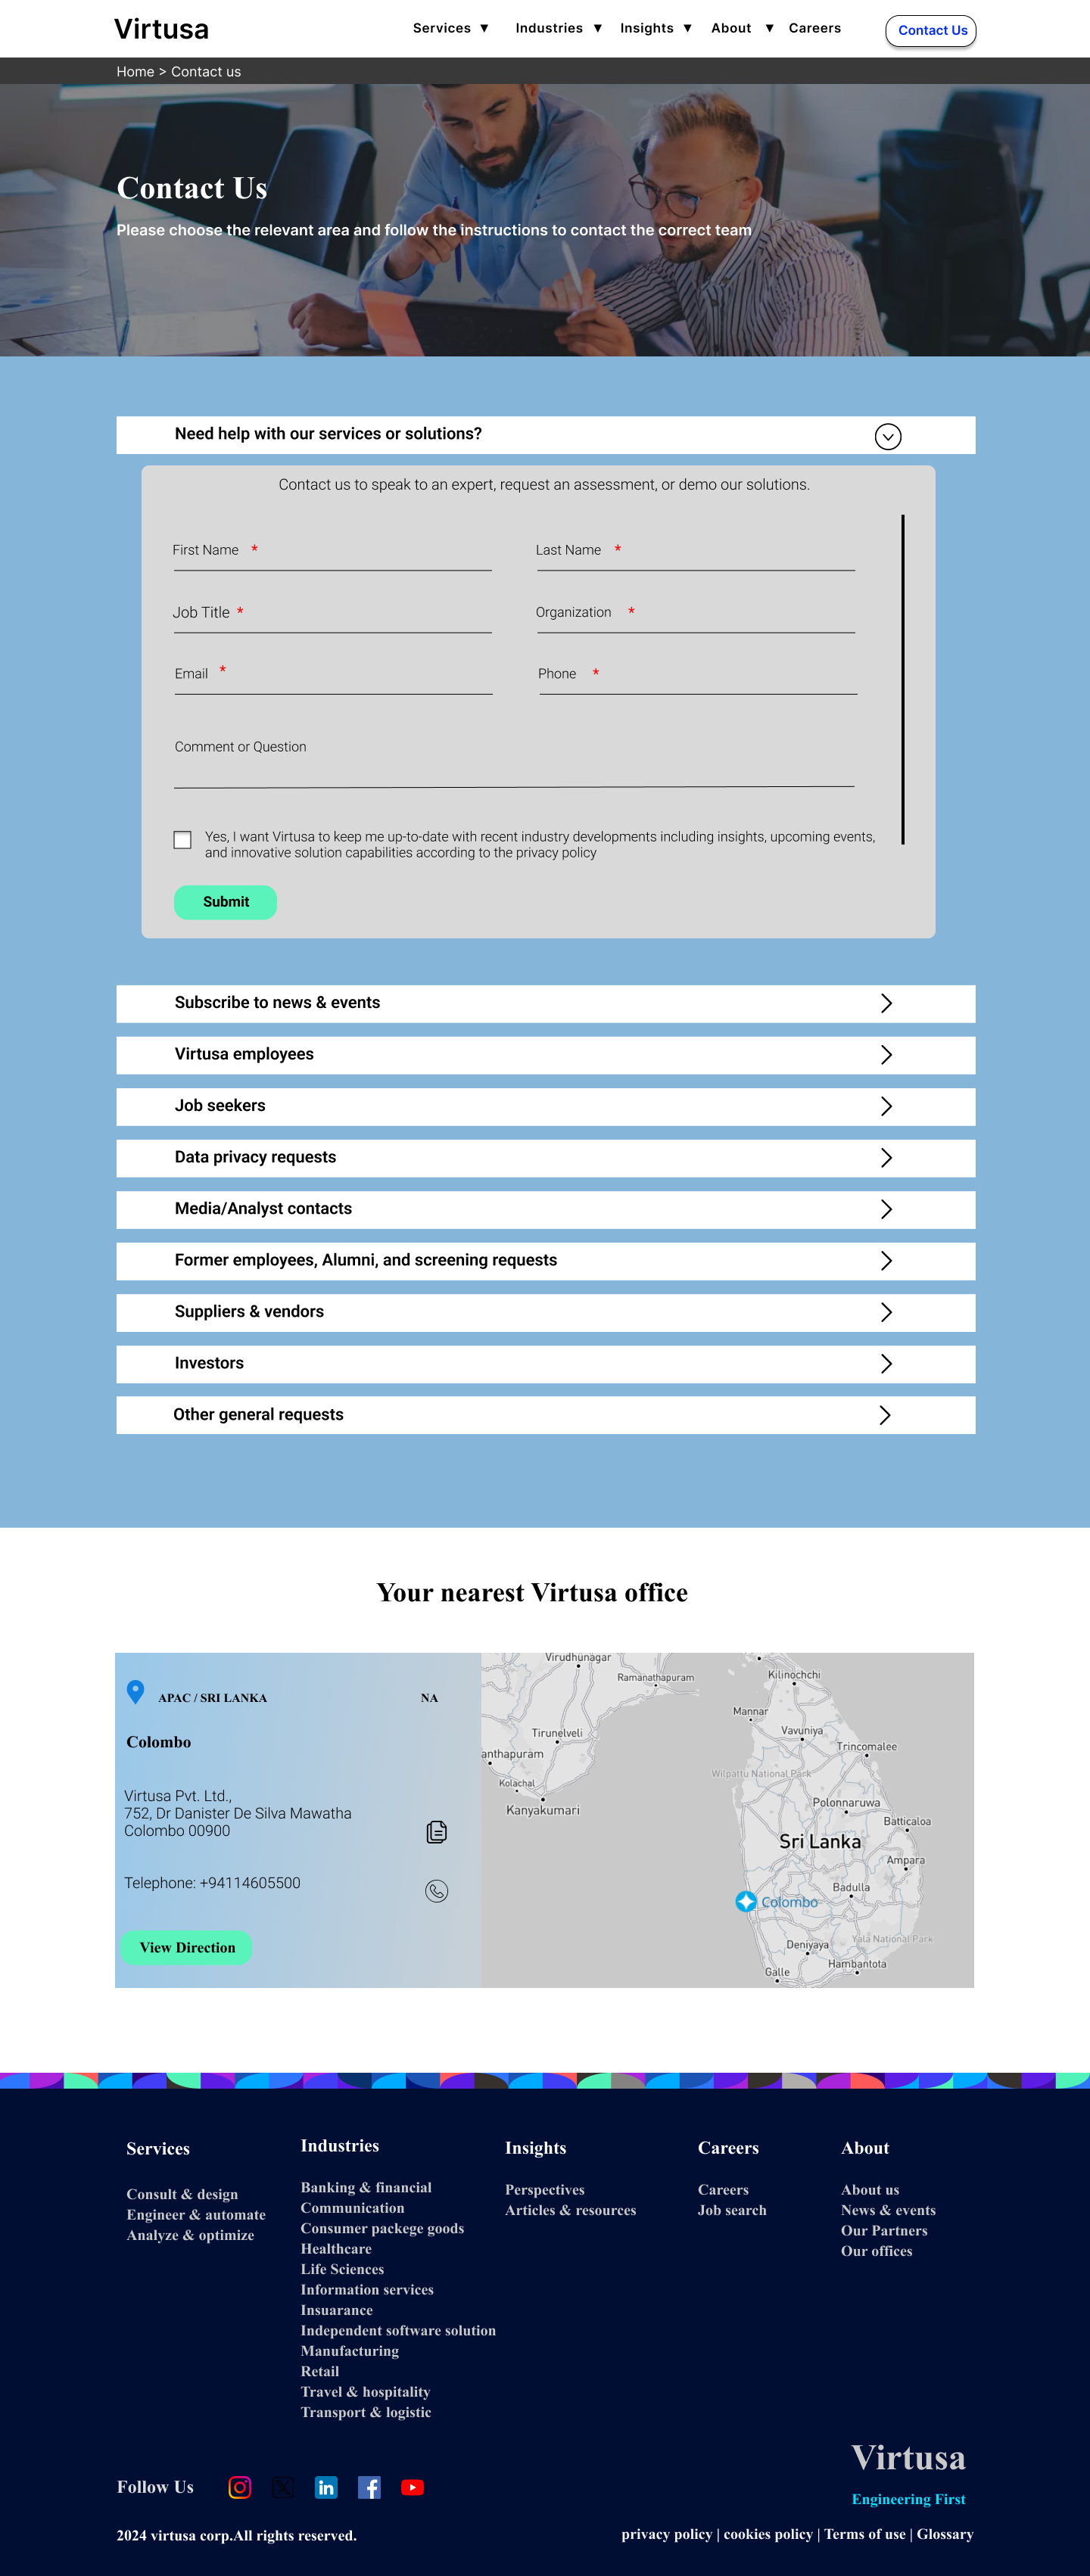 Virtusa
Services ▼ Industries ▼ Insights ▼ About ▼ Careers Contact Us
Home > Contact us
Contact Us
Please choose the relevant area and follow the instructions to contact the correct team
Need help with our services or solutions?
Contact us to speak to an expert, request an assessment, or demo our solutions.
First Name *
Last Name *
Job Title *
Organization *
Email *
Phone *
Comment or Question
Yes, I want Virtusa to keep me up-to-date with recent industry developments including insights, upcoming events,
and innovative solution capabilities according to the privacy policy
Submit
Subscribe to news & events
Virtusa employees
Job seekers
Data privacy requests
Media/Analyst contacts
Former employees, Alumni, and screening requests
Suppliers & vendors
Investors
Other general requests
Your nearest Virtusa office
APAC / SRI LANKA
NA
Colombo
Virtusa Pvt. Ltd.,
752, Dr Danister De Silva Mawatha
Colombo 00900
Telephone: +94114605500
View Direction
Virudhunagar
Ramanathapuram
Kilinochchi
Mannar
Tirunelveli
Vavuniya
Trincomalee
anthapuram
Wilpattu National Park
Kolachal
Kanyakumari
Polonnaruwa
Batticaloa
Sri Lanka
Ampara
Badulla
Colombo
Yala National Park
Deniyaya
Hambantota
Galle
Services
Consult & design
Engineer & automate
Analyze & optimize
Industries
Banking & financial
Communication
Consumer packege goods
Healthcare
Life Sciences
Information services
Insuarance
Independent software solution
Manufacturing
Retail
Travel & hospitality
Transport & logistic
Insights
Perspectives
Articles & resources
Careers
Careers
Job search
About
About us
News & events
Our Partners
Our offices
Virtusa
Engineering First
Follow Us
2024 virtusa corp.All rights reserved.
privacy policy | cookies policy | Terms of use | Glossary